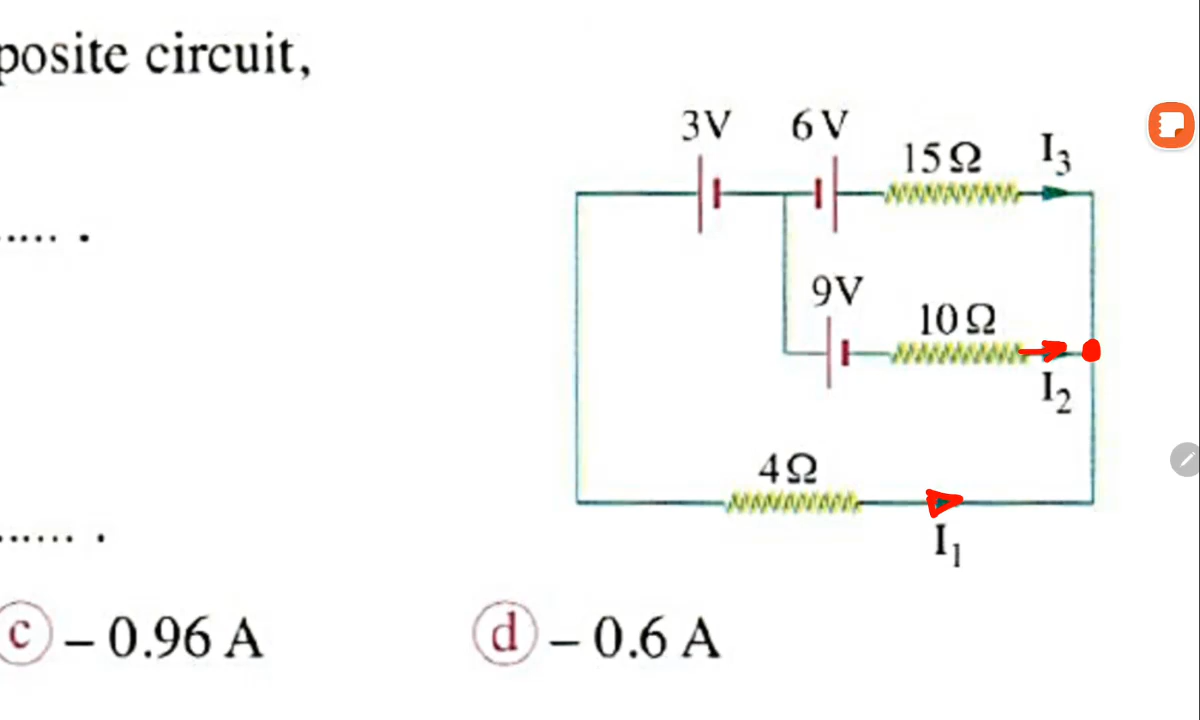 posite circuit,
3V 6V
15Ω I₃
..... .
9V
10Ω
I₂
4Ω
...... .
I₁
c – 0.96 A d – 0.6 A